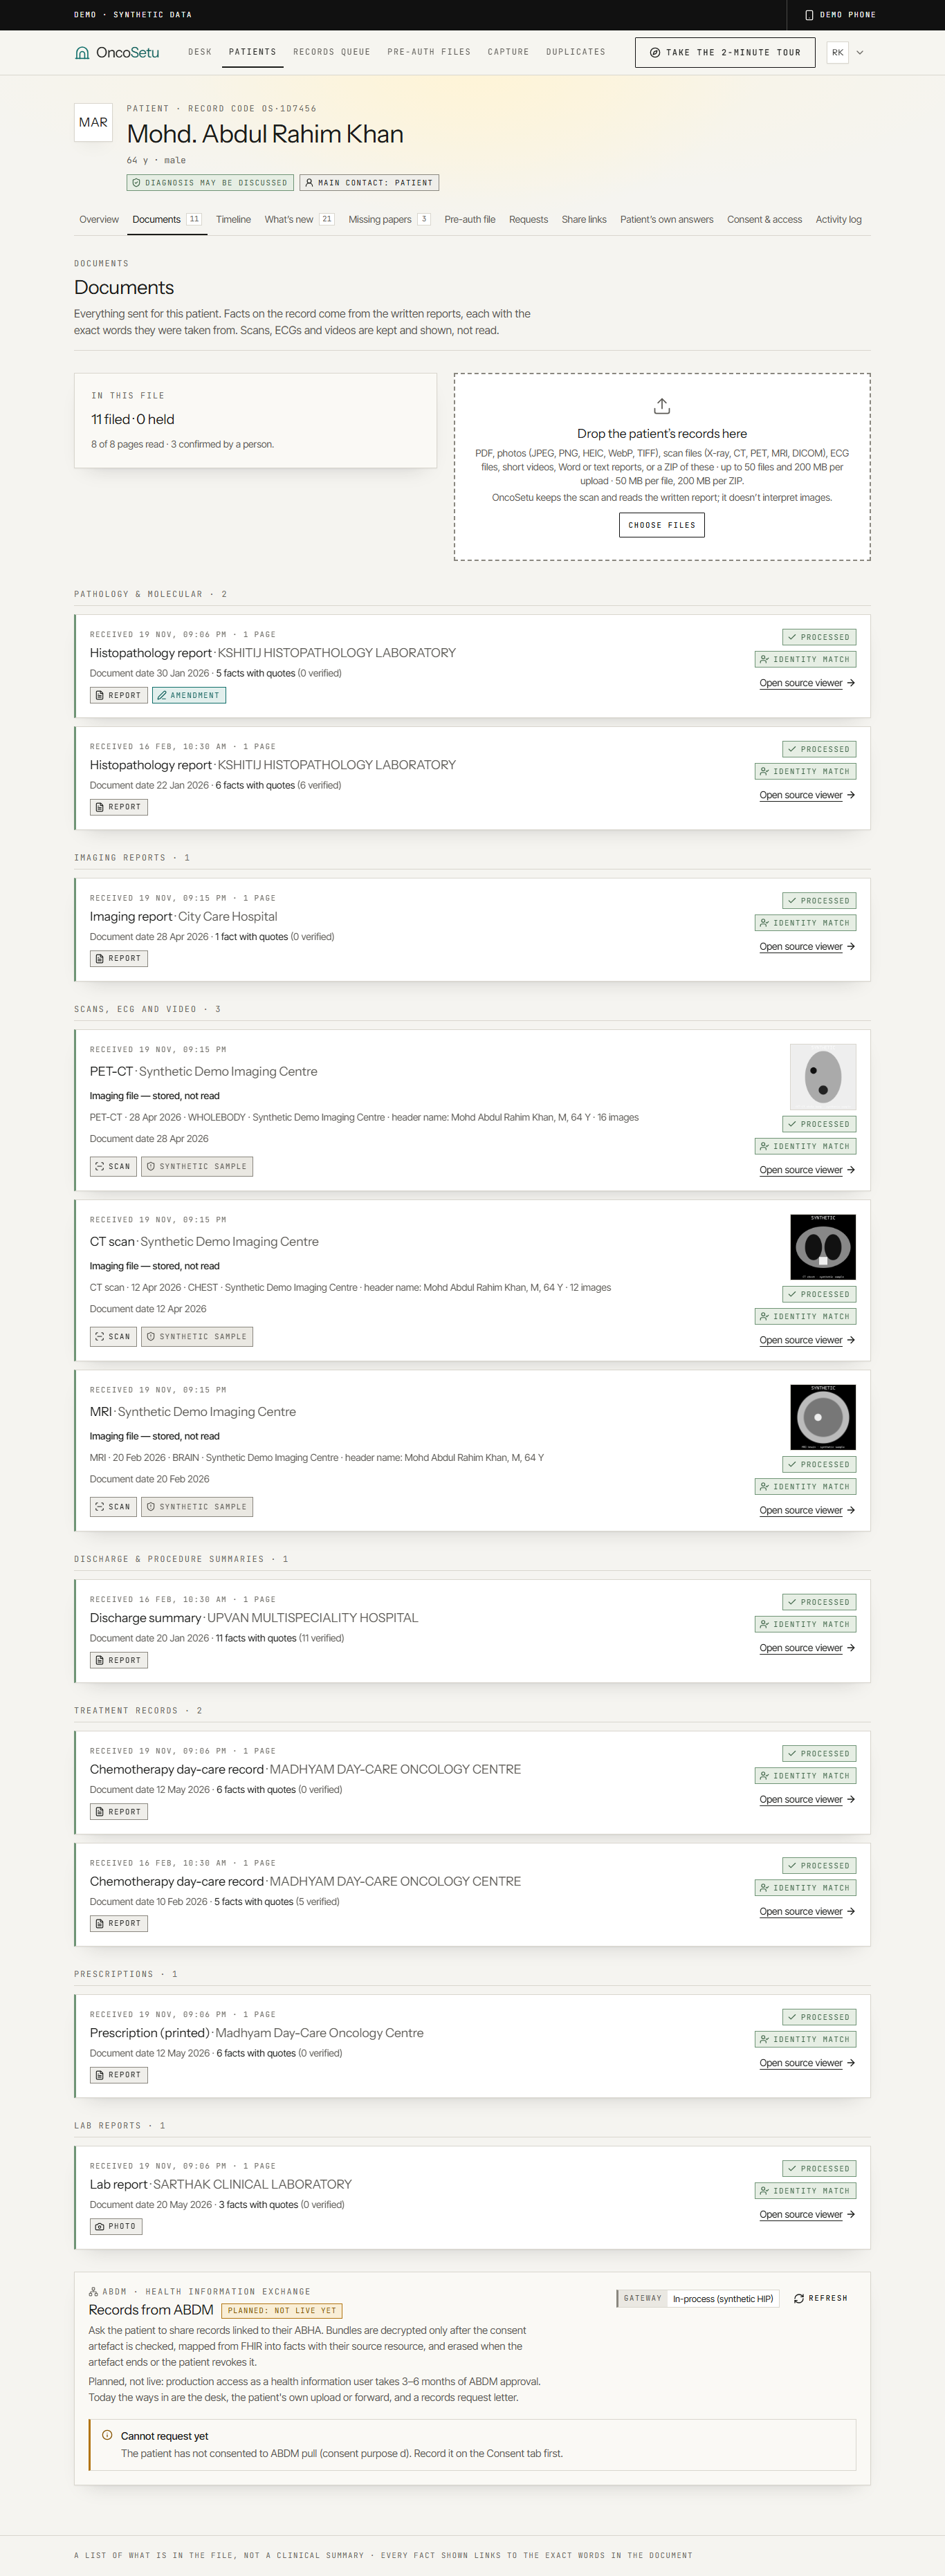 DEMO · SYNTHETIC DATA
DEMO PHONE
OncoSetu
DESK
PATIENTS
RECORDS QUEUE
PRE-AUTH FILES
CAPTURE
DUPLICATES
TAKE THE 2-MINUTE TOUR
RK
MAR
PATIENT · RECORD CODE OS-1D7456
Mohd. Abdul Rahim Khan
64 y · male
DIAGNOSIS MAY BE DISCUSSED
MAIN CONTACT: PATIENT
Overview
Documents 11
Timeline
What's new 21
Missing papers 3
Pre-auth file
Requests
Share links
Patient's own answers
Consent & access
Activity log
DOCUMENTS
Documents
Everything sent for this patient. Facts on the record come from the written reports, each with the
exact words they were taken from. Scans, ECGs and videos are kept and shown, not read.
IN THIS FILE
11 filed · 0 held
8 of 8 pages read · 3 confirmed by a person.
Drop the patient's records here
PDF, photos (JPEG, PNG, HEIC, WebP, TIFF), scan files (X-ray, CT, PET, MRI, DICOM), ECG
files, short videos, Word or text reports, or a ZIP of these · up to 50 files and 200 MB per
upload · 50 MB per file, 200 MB per ZIP.
OncoSetu keeps the scan and reads the written report; it doesn't interpret images.
CHOOSE FILES
PATHOLOGY & MOLECULAR · 2
RECEIVED 19 NOV, 09:06 PM · 1 PAGE
Histopathology report · KSHITIJ HISTOPATHOLOGY LABORATORY
Document date 30 Jan 2026 · 5 facts with quotes (0 verified)
REPORT
AMENDMENT
PROCESSED
IDENTITY MATCH
Open source viewer
RECEIVED 16 FEB, 10:30 AM · 1 PAGE
Histopathology report · KSHITIJ HISTOPATHOLOGY LABORATORY
Document date 22 Jan 2026 · 6 facts with quotes (6 verified)
REPORT
PROCESSED
IDENTITY MATCH
Open source viewer
IMAGING REPORTS · 1
RECEIVED 19 NOV, 09:15 PM · 1 PAGE
Imaging report · City Care Hospital
Document date 28 Apr 2026 · 1 fact with quotes (0 verified)
REPORT
PROCESSED
IDENTITY MATCH
Open source viewer
SCANS, ECG AND VIDEO · 3
RECEIVED 19 NOV, 09:15 PM
PET-CT · Synthetic Demo Imaging Centre
Imaging file — stored, not read
PET-CT · 28 Apr 2026 · WHOLEBODY · Synthetic Demo Imaging Centre · header name: Mohd Abdul Rahim Khan, M, 64 Y · 16 images
Document date 28 Apr 2026
SCAN
SYNTHETIC SAMPLE
PROCESSED
IDENTITY MATCH
Open source viewer
RECEIVED 19 NOV, 09:15 PM
CT scan · Synthetic Demo Imaging Centre
Imaging file — stored, not read
CT scan · 12 Apr 2026 · CHEST · Synthetic Demo Imaging Centre · header name: Mohd Abdul Rahim Khan, M, 64 Y · 12 images
Document date 12 Apr 2026
SCAN
SYNTHETIC SAMPLE
SYNTHETIC
PROCESSED
IDENTITY MATCH
Open source viewer
RECEIVED 19 NOV, 09:15 PM
MRI · Synthetic Demo Imaging Centre
Imaging file — stored, not read
MRI · 20 Feb 2026 · BRAIN · Synthetic Demo Imaging Centre · header name: Mohd Abdul Rahim Khan, M, 64 Y
Document date 20 Feb 2026
SCAN
SYNTHETIC SAMPLE
SYNTHETIC
PROCESSED
IDENTITY MATCH
Open source viewer
DISCHARGE & PROCEDURE SUMMARIES · 1
RECEIVED 16 FEB, 10:30 AM · 1 PAGE
Discharge summary · UPVAN MULTISPECIALITY HOSPITAL
Document date 20 Jan 2026 · 11 facts with quotes (11 verified)
REPORT
PROCESSED
IDENTITY MATCH
Open source viewer
TREATMENT RECORDS · 2
RECEIVED 19 NOV, 09:06 PM · 1 PAGE
Chemotherapy day-care record · MADHYAM DAY-CARE ONCOLOGY CENTRE
Document date 12 May 2026 · 6 facts with quotes (0 verified)
REPORT
PROCESSED
IDENTITY MATCH
Open source viewer
RECEIVED 16 FEB, 10:30 AM · 1 PAGE
Chemotherapy day-care record · MADHYAM DAY-CARE ONCOLOGY CENTRE
Document date 10 Feb 2026 · 5 facts with quotes (5 verified)
REPORT
PROCESSED
IDENTITY MATCH
Open source viewer
PRESCRIPTIONS · 1
RECEIVED 19 NOV, 09:06 PM · 1 PAGE
Prescription (printed) · Madhyam Day-Care Oncology Centre
Document date 12 May 2026 · 6 facts with quotes (0 verified)
REPORT
PROCESSED
IDENTITY MATCH
Open source viewer
LAB REPORTS · 1
RECEIVED 19 NOV, 09:06 PM · 1 PAGE
Lab report · SARTHAK CLINICAL LABORATORY
Document date 20 May 2026 · 3 facts with quotes (0 verified)
PHOTO
PROCESSED
IDENTITY MATCH
Open source viewer
ABDM · HEALTH INFORMATION EXCHANGE
Records from ABDM
PLANNED: NOT LIVE YET
GATEWAY In-process (synthetic HIP)
REFRESH
Ask the patient to share records linked to their ABHA. Bundles are decrypted only after the consent
artefact is checked, mapped from FHIR into facts with their source resource, and erased when the
artefact ends or the patient revokes it.
Planned, not live: production access as a health information user takes 3–6 months of ABDM approval.
Today the ways in are the desk, the patient's own upload or forward, and a records request letter.
Cannot request yet
The patient has not consented to ABDM pull (consent purpose d). Record it on the Consent tab first.
A LIST OF WHAT IS IN THE FILE, NOT A CLINICAL SUMMARY · EVERY FACT SHOWN LINKS TO THE EXACT WORDS IN THE DOCUMENT